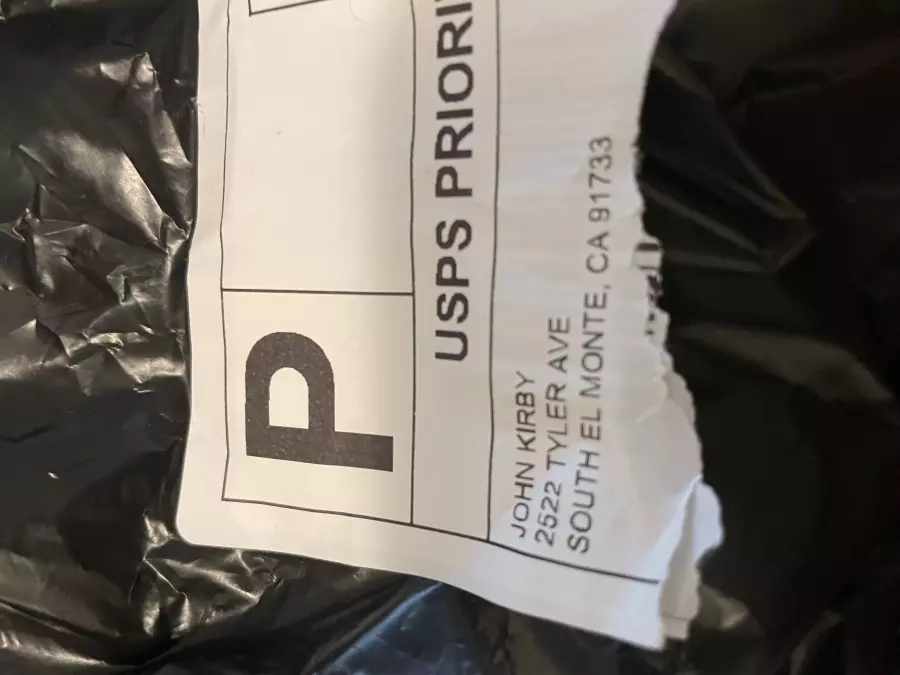 P
USPS PRIORI
JOHN KIRBY
2522 TYLER AVE
SOUTH EL MONTE, CA 91733